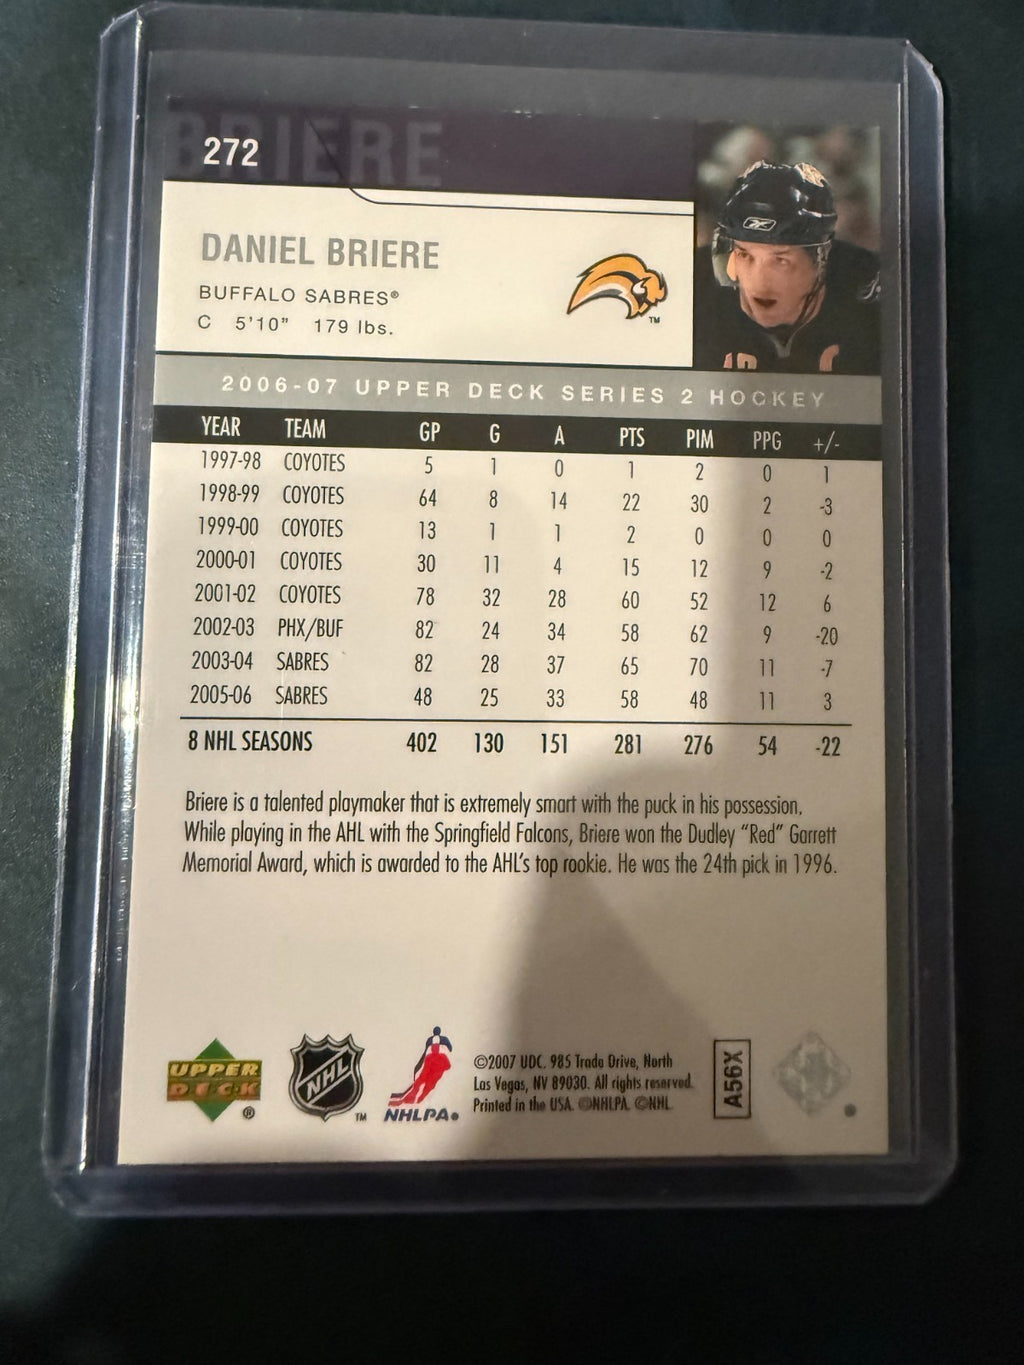 BRIERE
272
DANIEL BRIERE
BUFFALO SABRES®
C 5'10" 179 lbs.
TM
2006-07 UPPER DECK SERIES 2 HOCKEY
YEAR TEAM GP G A PTS PIM PPG +/-
1997-98 COYOTES 5 1 0 1 2 0 1
1998-99 COYOTES 64 8 14 22 30 2 -3
1999-00 COYOTES 13 1 1 2 0 0 0
2000-01 COYOTES 30 11 4 15 12 9 -2
2001-02 COYOTES 78 32 28 60 52 12 6
2002-03 PHX/BUF 82 24 34 58 62 9 -20
2003-04 SABRES 82 28 37 65 70 11 -7
2005-06 SABRES 48 25 33 58 48 11 3
8 NHL SEASONS 402 130 151 281 276 54 -22
Briere is a talented playmaker that is extremely smart with the puck in his possession.
While playing in the AHL with the Springfield Falcons, Briere won the Dudley "Red" Garrett
Memorial Award, which is awarded to the AHL's top rookie. He was the 24th pick in 1996.
UPPER
DECK
®
NHL
TM
NHLPA®
©2007 UDC. 985 Trade Drive, North
Las Vegas, NV 89030. All rights reserved.
Printed in the USA. ©NHLPA. ©NHL.
A56X